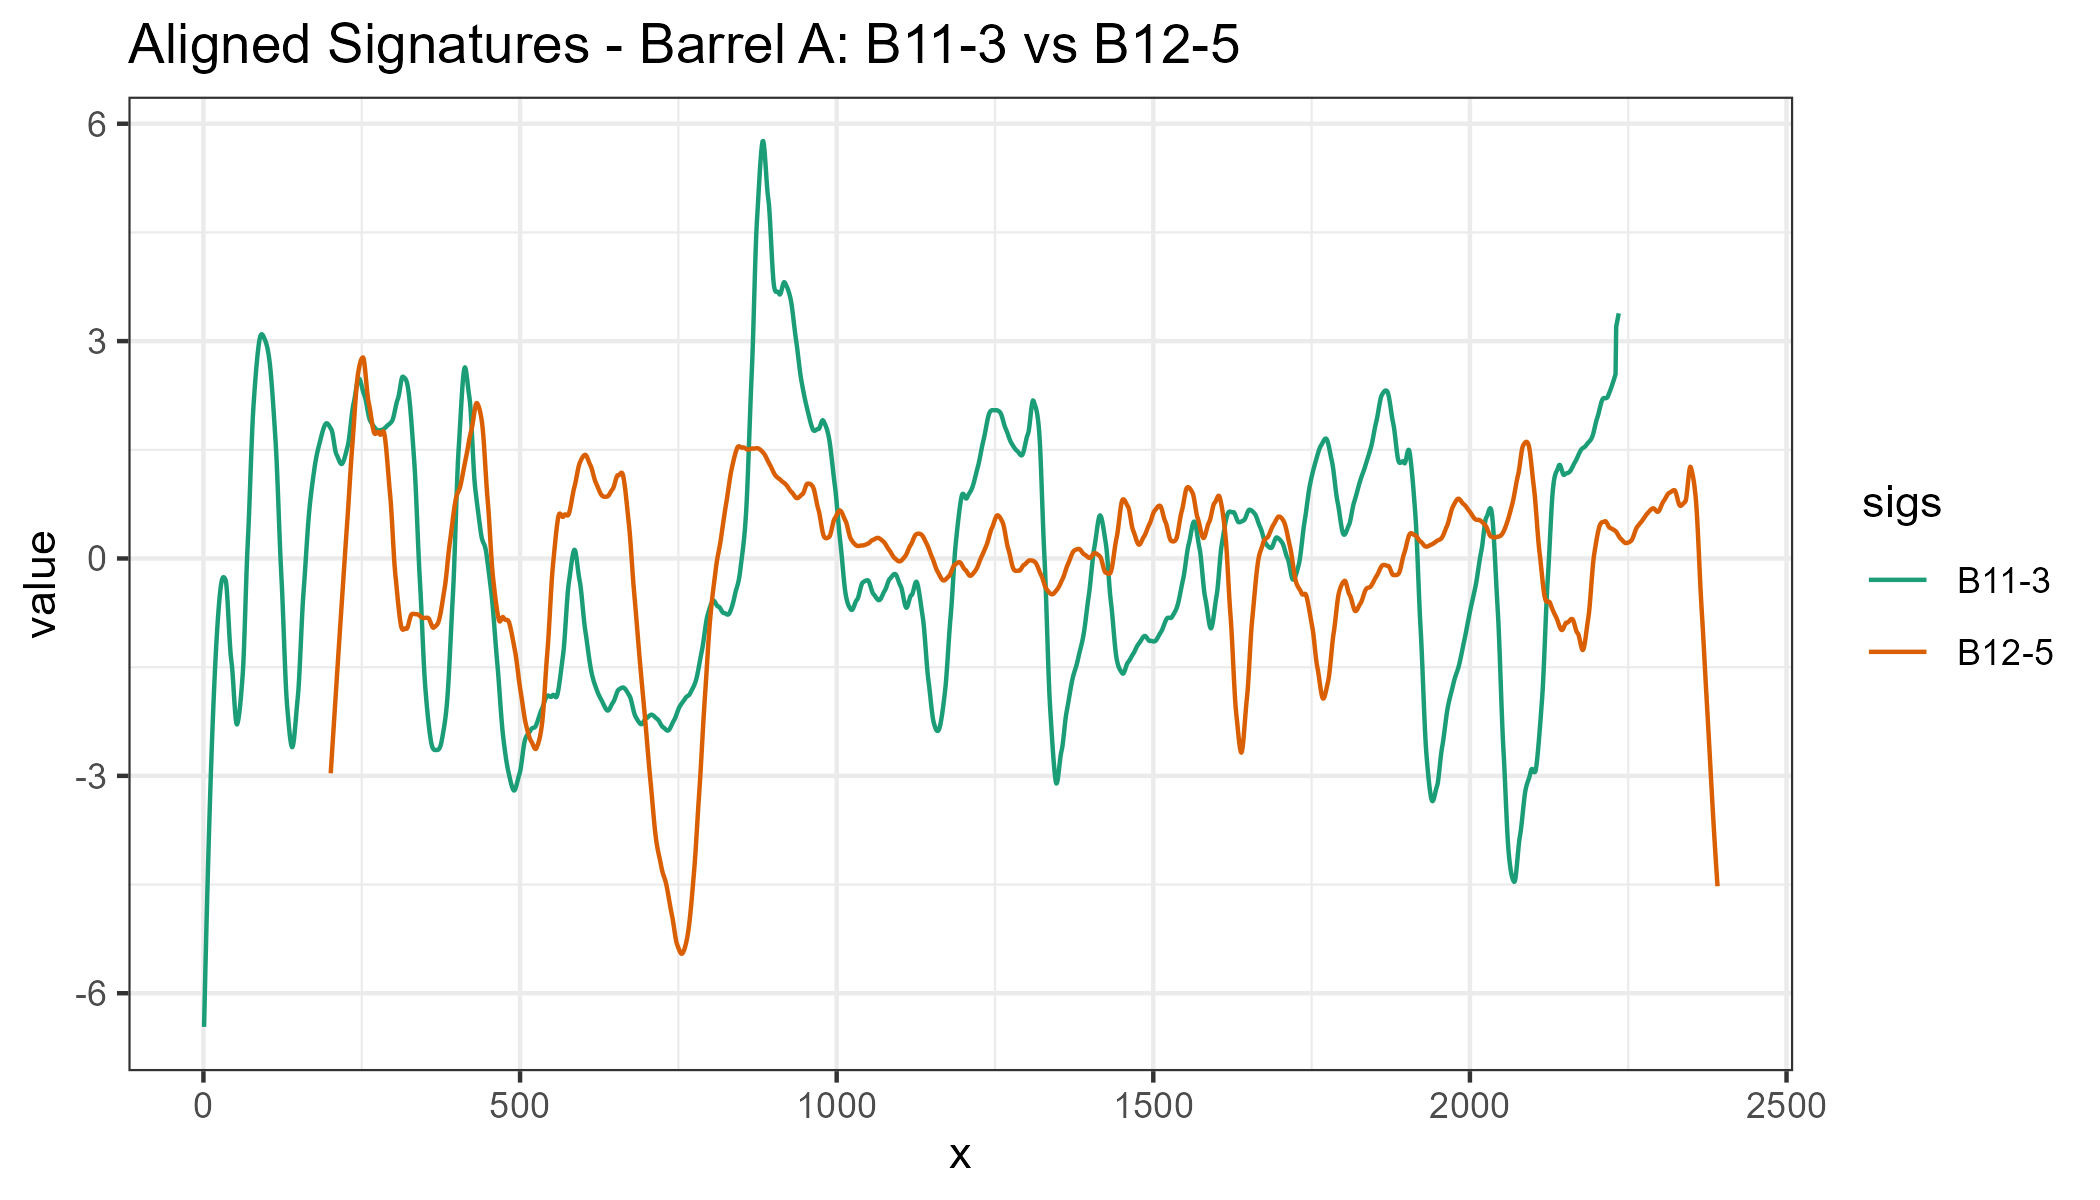 Aligned Signatures - Barrel A: B11-3 vs B12-5
6
3
0
-3
-6
value
0 500 1000 1500 2000 2500
x
sigs
B11-3
B12-5